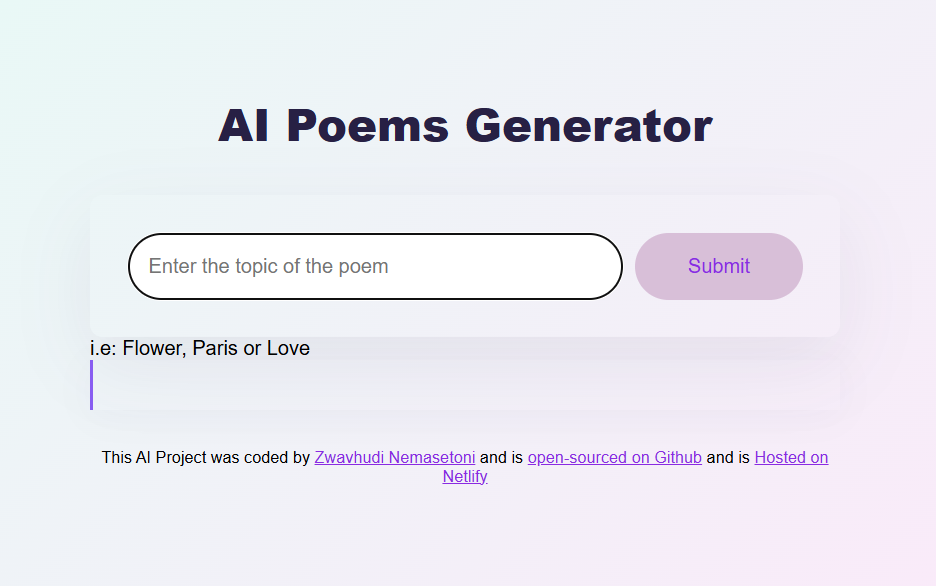 AI Poems Generator
Enter the topic of the poem
Submit
i.e: Flower, Paris or Love
This AI Project was coded by Zwavhudi Nemasetoni and is open-sourced on Github and is Hosted on
Netlify